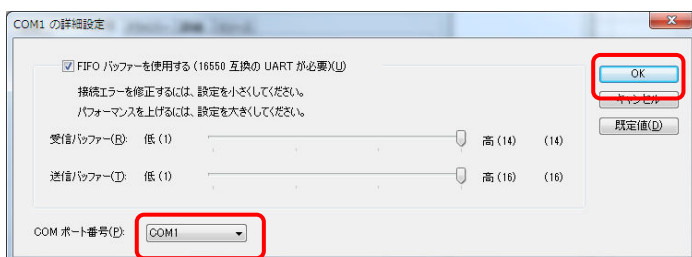 COM1 の詳細設定
FIFO バッファーを使用する (16550 互換の UART が必要)(U)
OK
接続エラーを修正するには、設定を小さくしてください。
キャンセル
パフォーマンスを上げるには、設定を大きくしてください。
既定値(D)
受信バッファー(R): 低 (1) 高 (14) (14)
送信バッファー(T): 低 (1) 高 (16) (16)
COM ポート番号(P): COM1